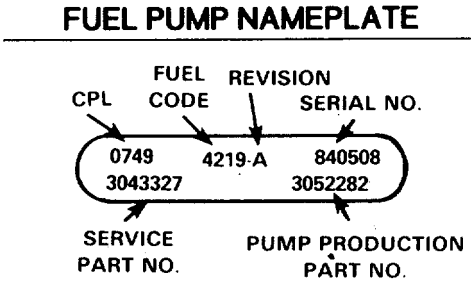 FUEL PUMP NAMEPLATE
FUEL REVISION
CPL CODE SERIAL NO.
0749 4219-A 840508
3043327 3052282
SERVICE PUMP PRODUCTION
PART NO. PART NO.